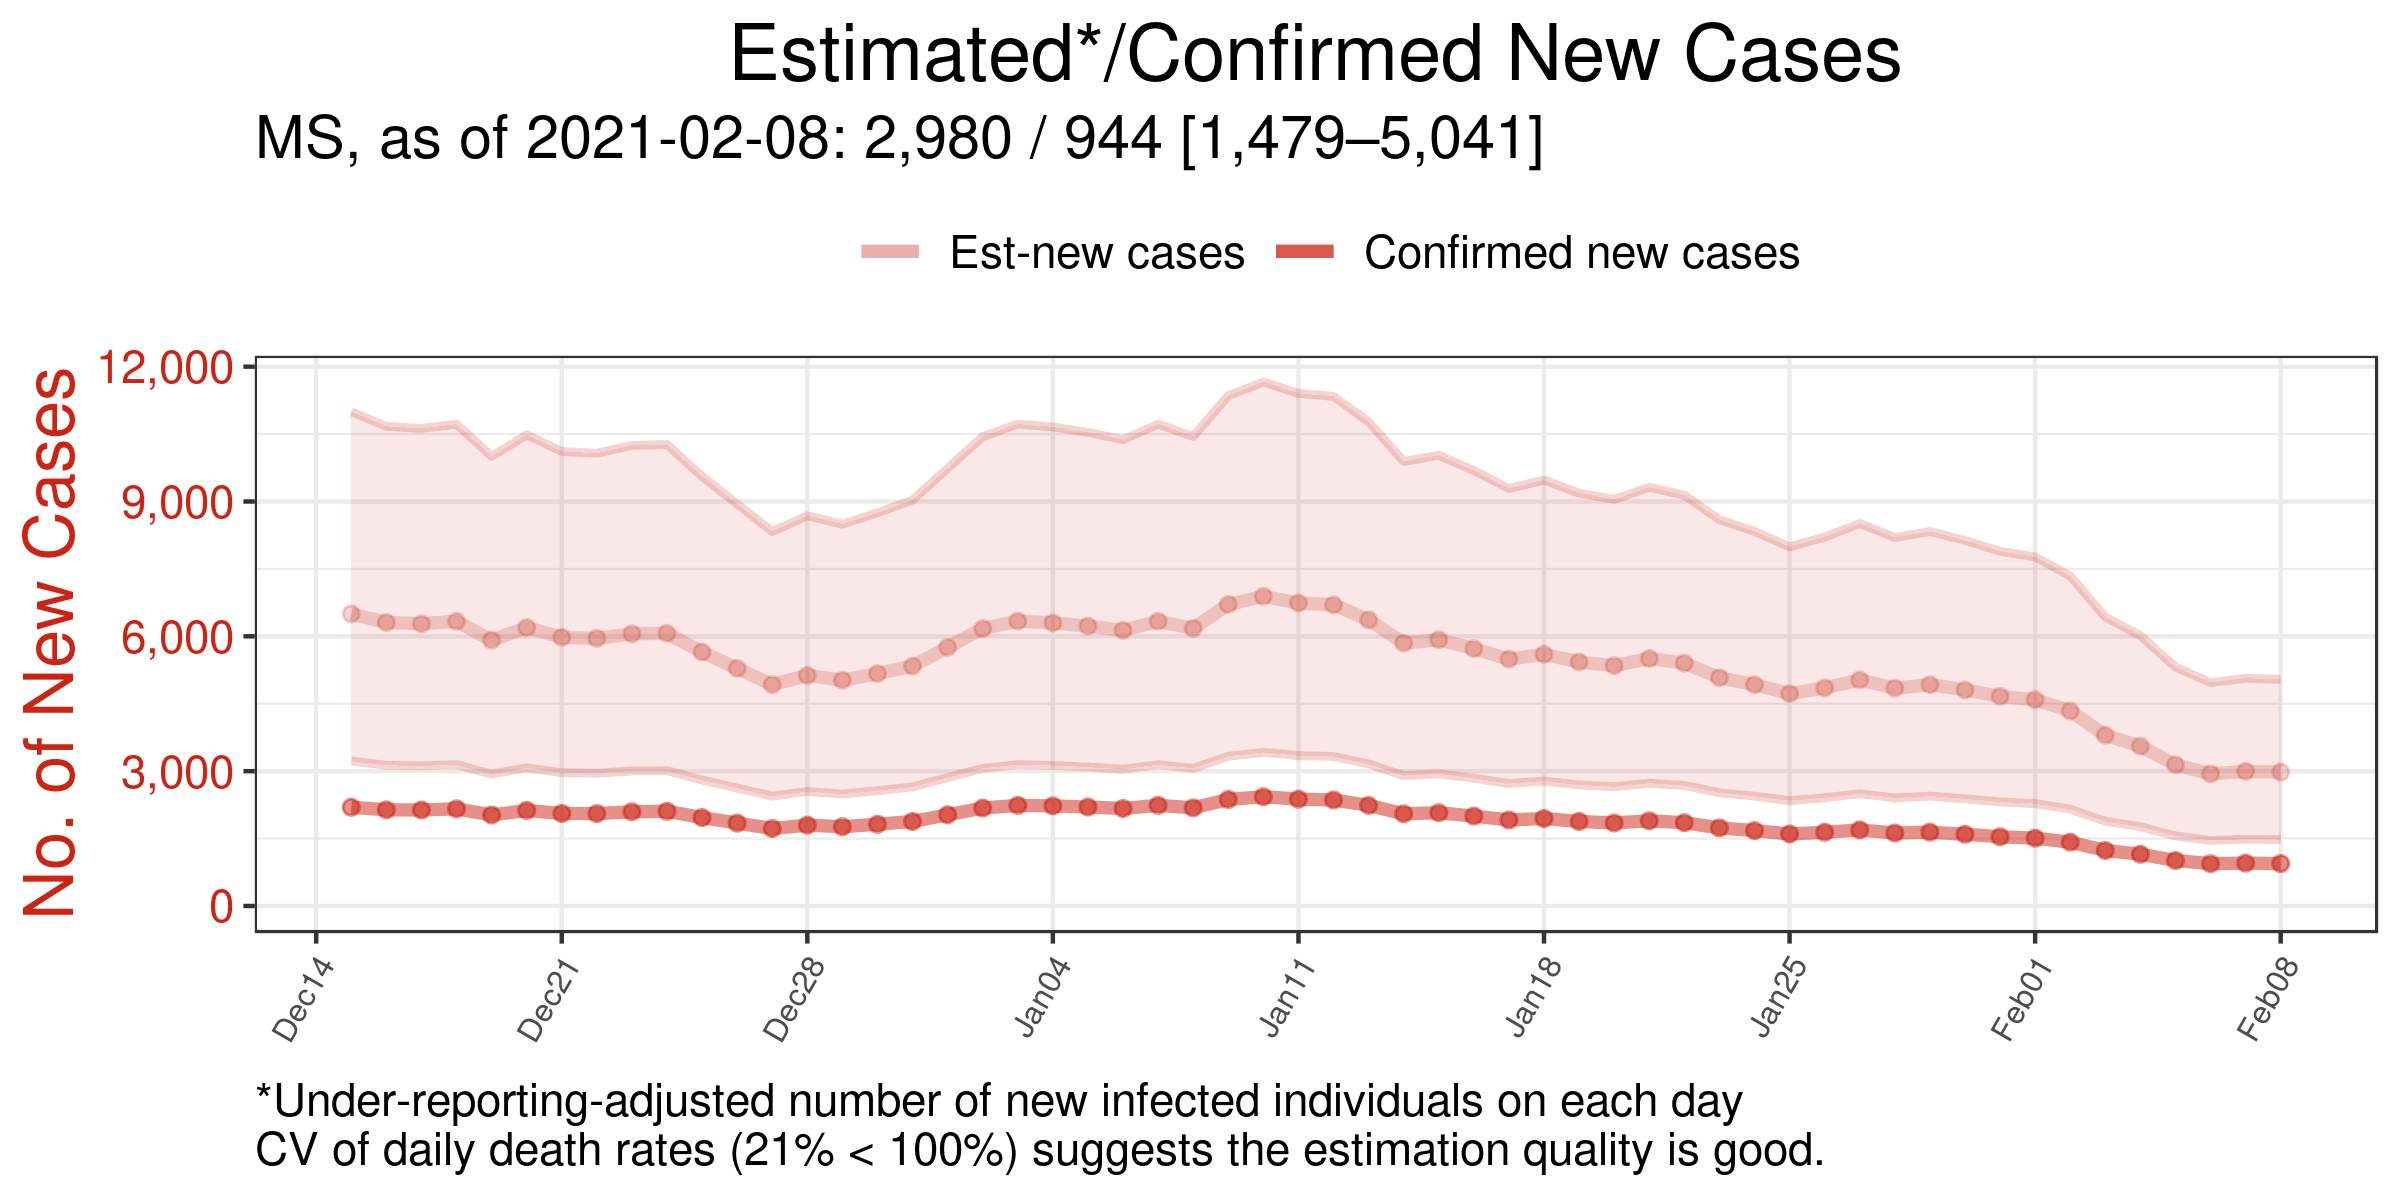 Estimated*/Confirmed New Cases
MS, as of 2021-02-08: 2,980 / 944 [1,479–5,041]
Est-new cases
Confirmed new cases
No. of New Cases
12,000
9,000
6,000
3,000
0
Dec14
Dec21
Dec28
Jan04
Jan11
Jan18
Jan25
Feb01
Feb08
*Under-reporting-adjusted number of new infected individuals on each day
CV of daily death rates (21% < 100%) suggests the estimation quality is good.